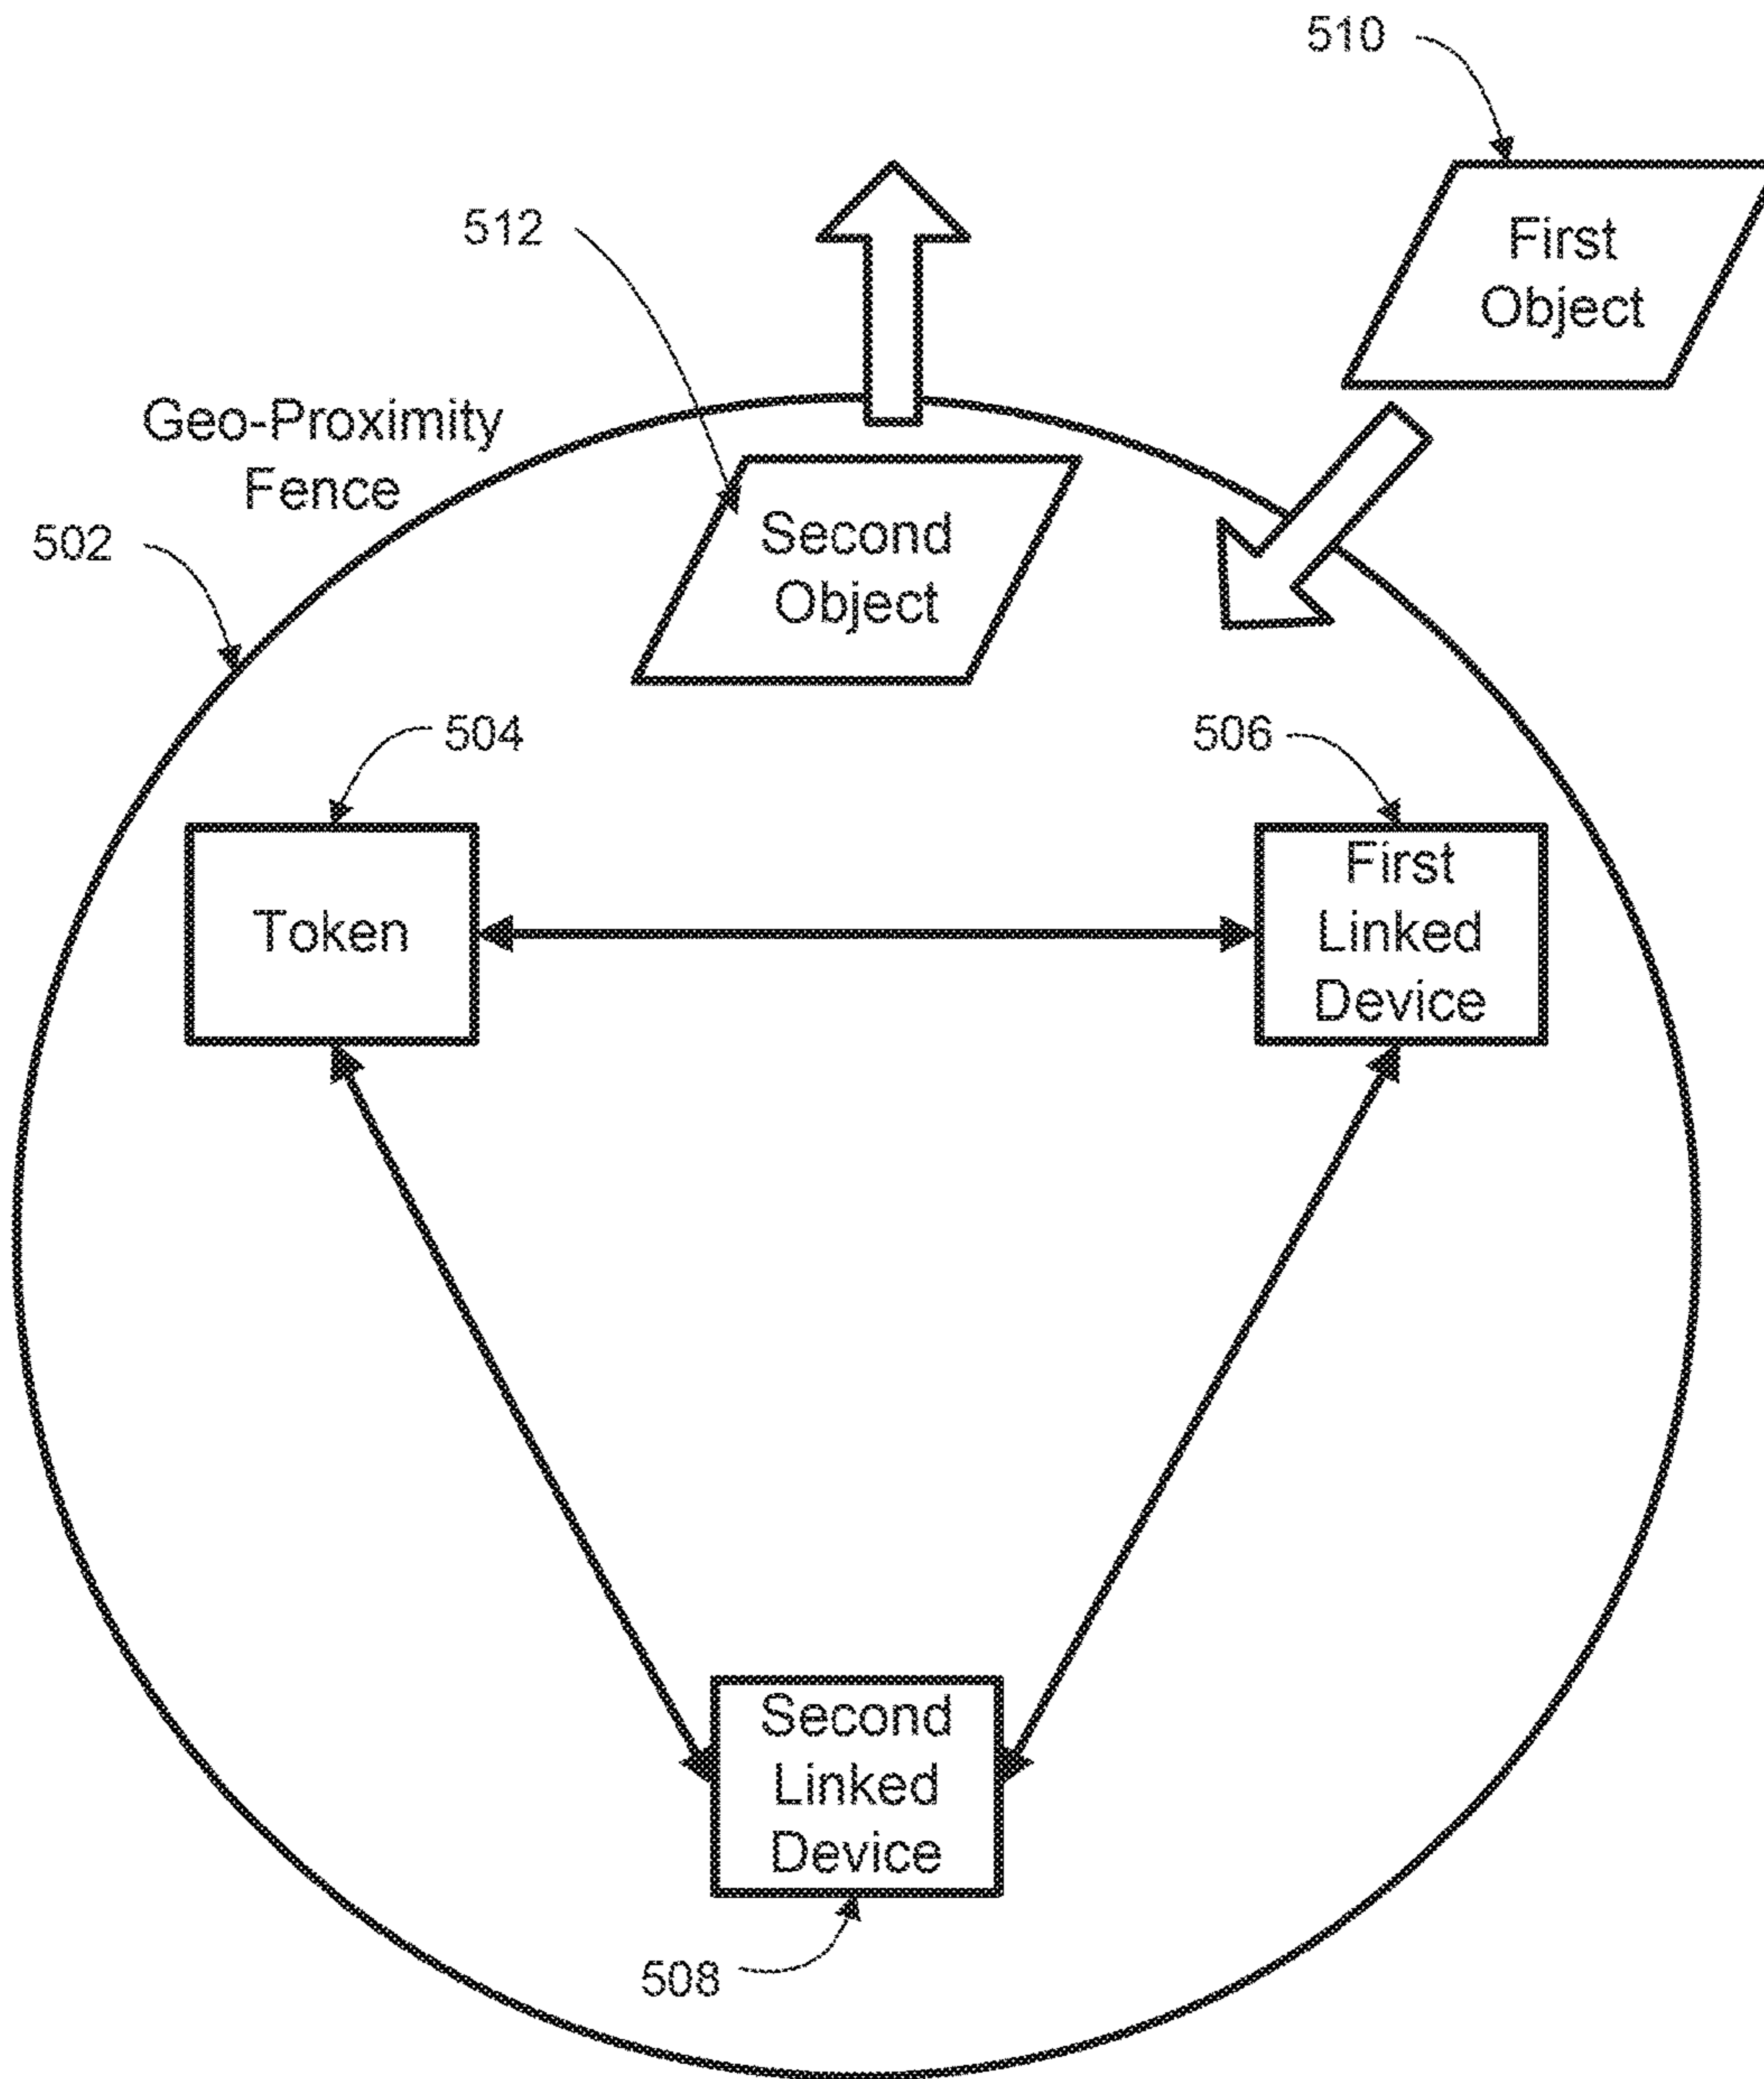 510
First
Object
512
Geo-Proximity
Fence
502
Second
Object
504
506
Token
First
Linked
Device
Second
Linked
Device
508